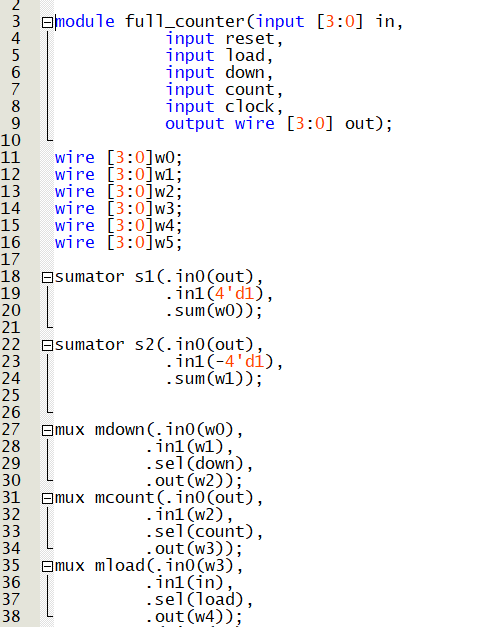 2
3 module full_counter(input [3:0] in,
4 input reset,
5 input load,
6 input down,
7 input count,
8 input clock,
9 output wire [3:0] out);
10
11 wire [3:0]w0;
12 wire [3:0]w1;
13 wire [3:0]w2;
14 wire [3:0]w3;
15 wire [3:0]w4;
16 wire [3:0]w5;
17
18 sumator s1(.in0(out),
19 .in1(4'd1),
20 .sum(w0));
21
22 sumator s2(.in0(out),
23 .in1(-4'd1),
24 .sum(w1));
25
26
27 mux mdown(.in0(w0),
28 .in1(w1),
29 .sel(down),
30 .out(w2));
31 mux mcount(.in0(out),
32 .in1(w2),
33 .sel(count),
34 .out(w3));
35 mux mload(.in0(w3),
36 .in1(in),
37 .sel(load),
38 .out(w4));